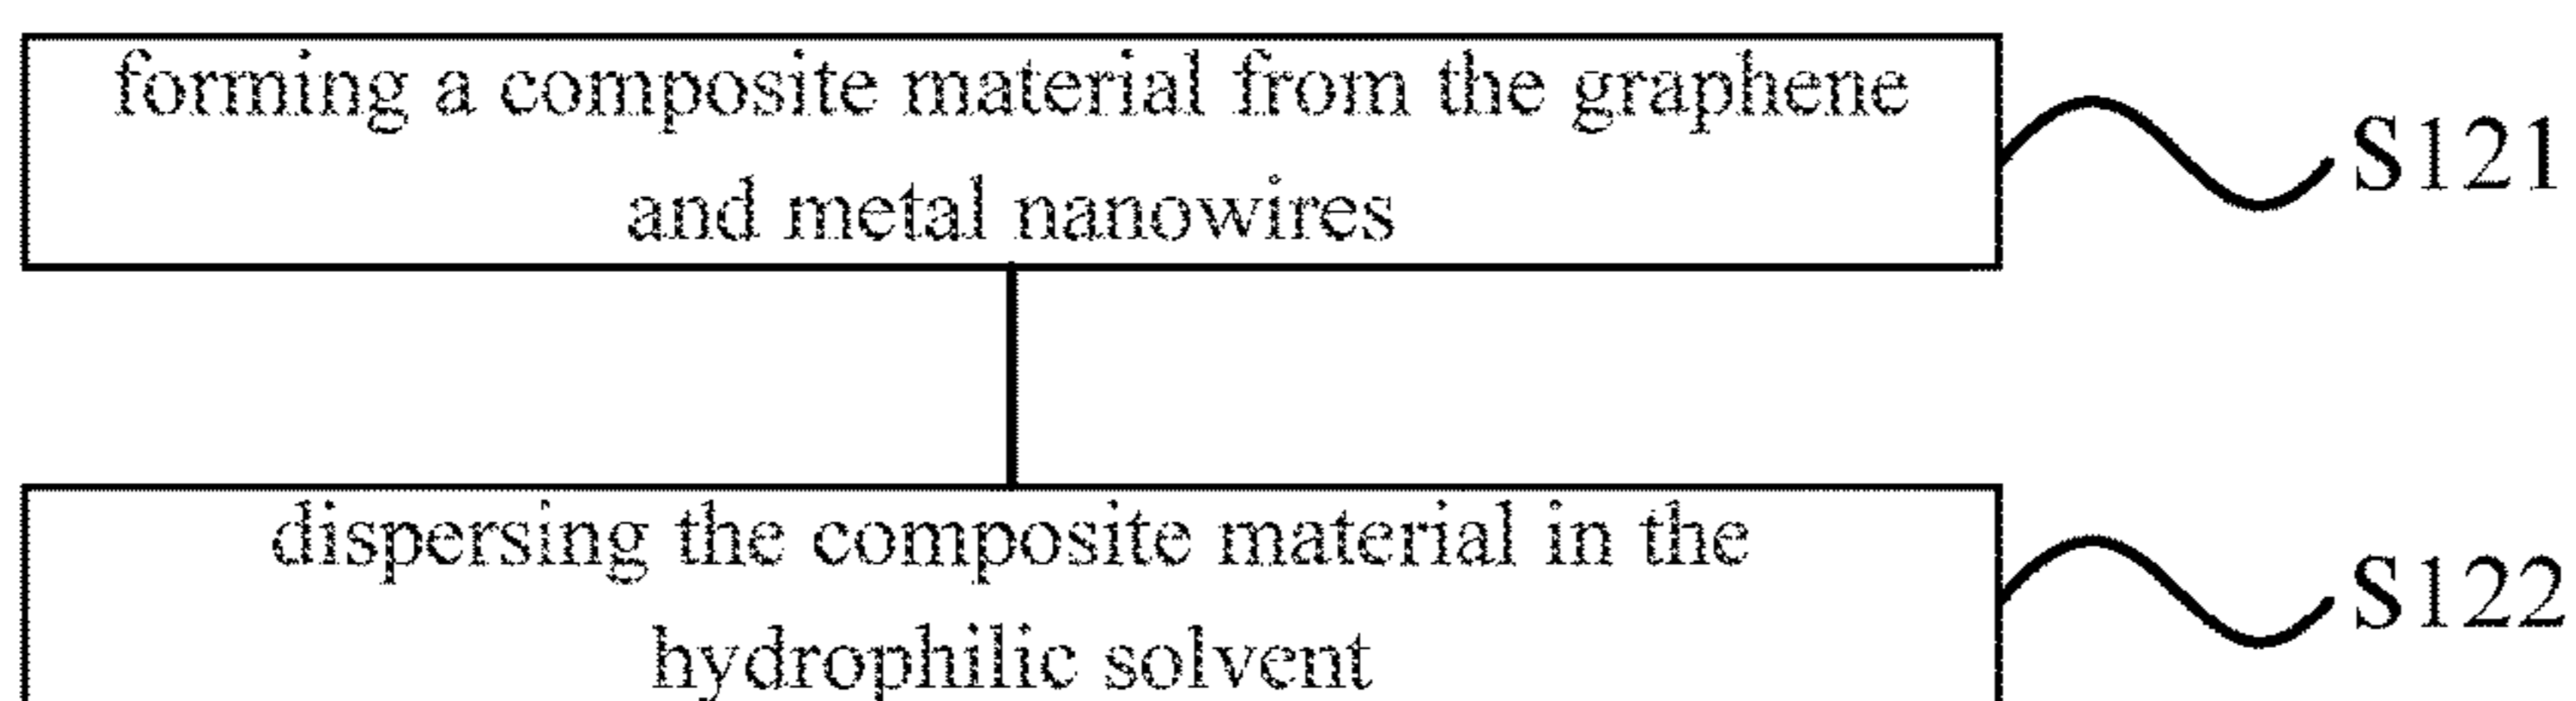 forming a composite material from the graphene
and metal nanowires
S121
dispersing the composite material in the
hydrophilic solvent
S122